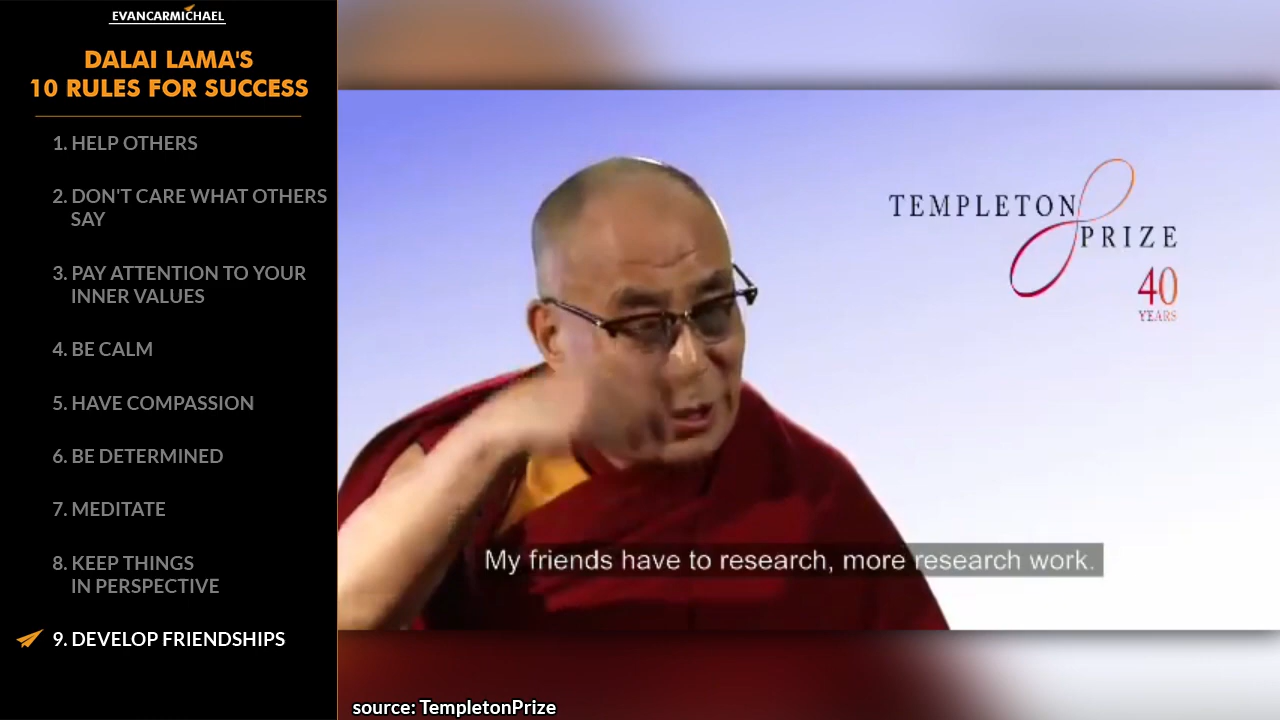 EVANCARMICHAEL
DALAI LAMA'S
10 RULES FOR SUCCESS
1. HELP OTHERS
2. DON'T CARE WHAT OTHERS
SAY
3. PAY ATTENTION TO YOUR
INNER VALUES
4. BE CALM
5. HAVE COMPASSION
6. BE DETERMINED
7. MEDITATE
8. KEEP THINGS
IN PERSPECTIVE
9. DEVELOP FRIENDSHIPS
TEMPLETON
PRIZE
40
YEARS
My friends have to research, more research work.
source: TempletonPrize